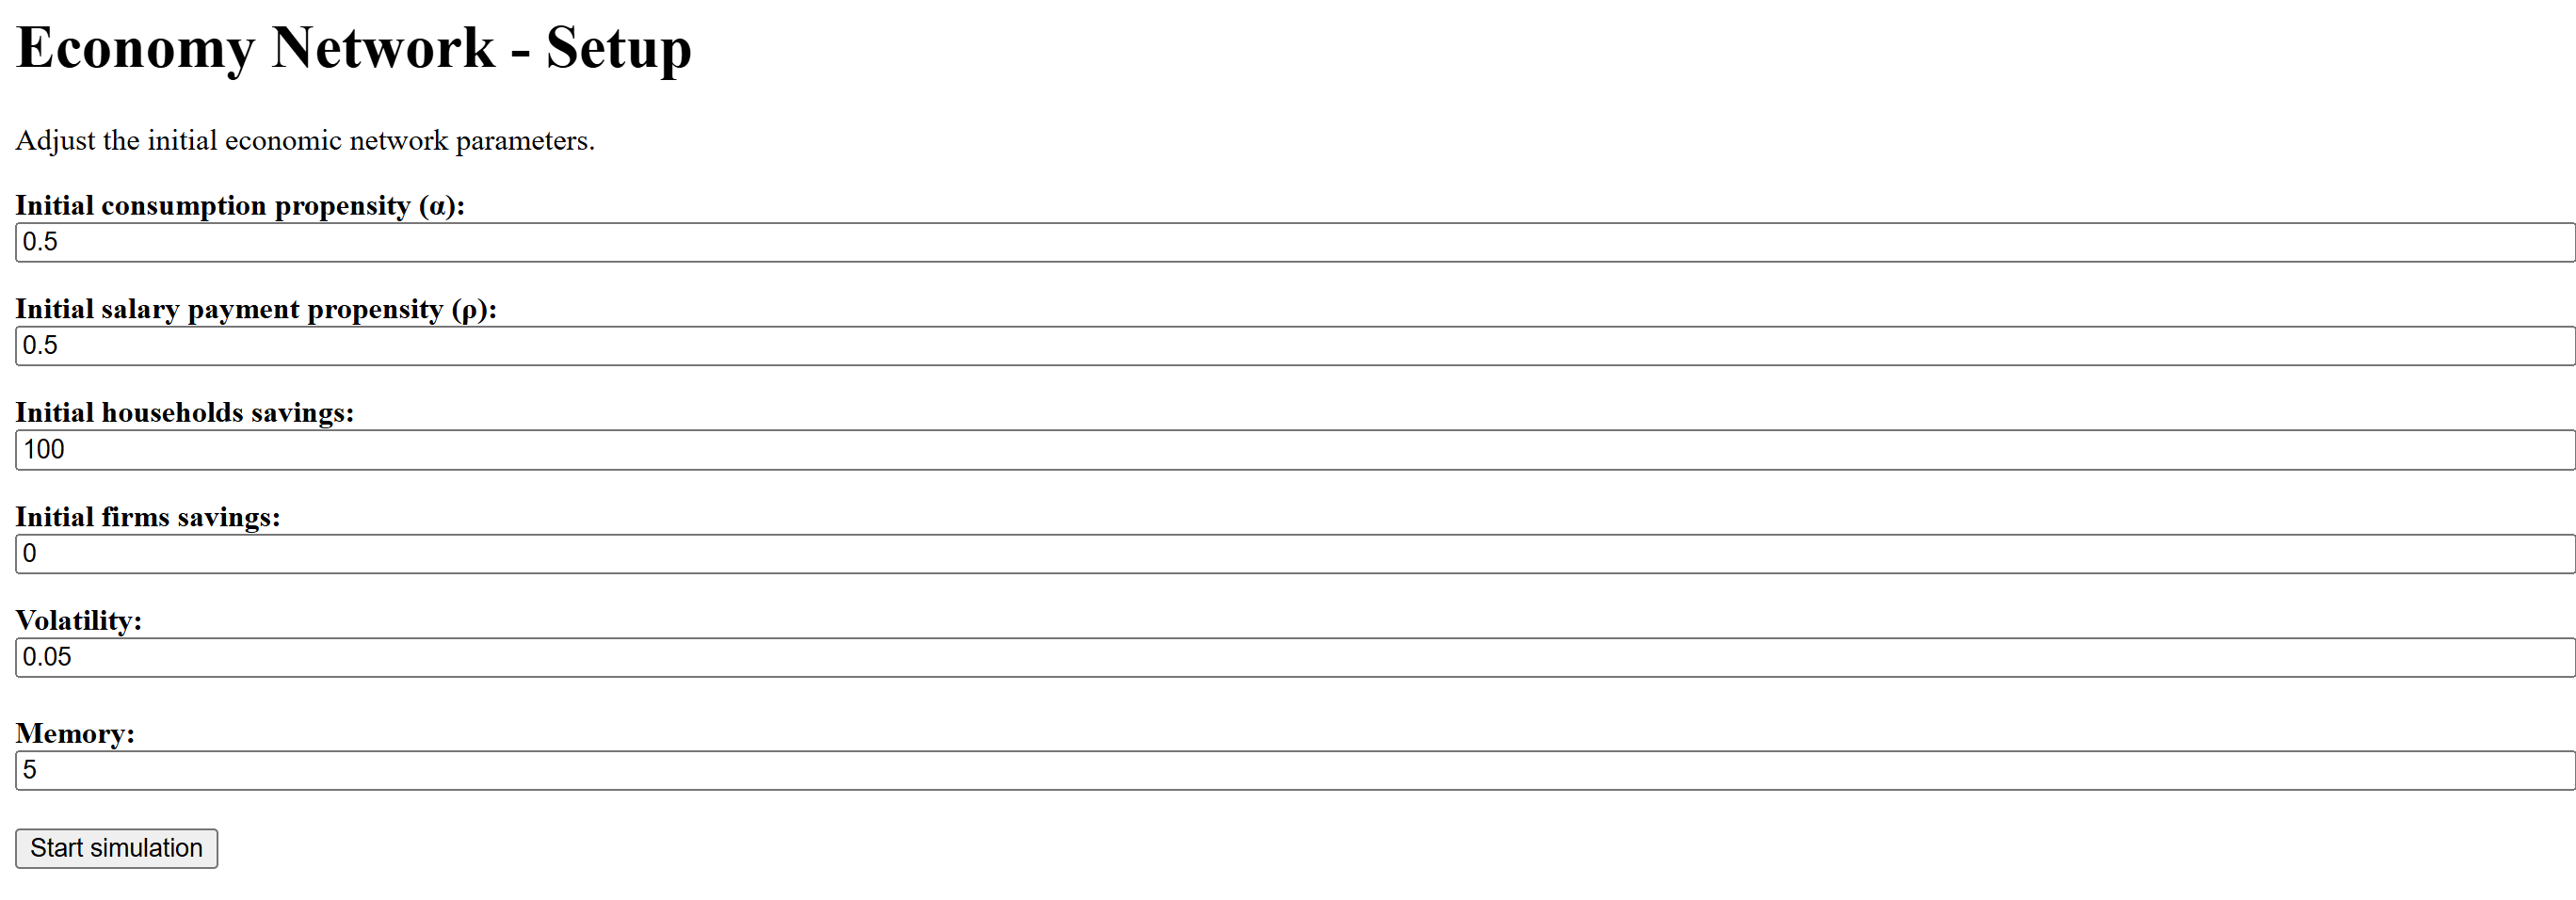 Economy Network - Setup
Adjust the initial economic network parameters.
Initial consumption propensity (α):
0.5
Initial salary payment propensity (ρ):
0.5
Initial households savings:
100
Initial firms savings:
0
Volatility:
0.05
Memory:
5
Start simulation